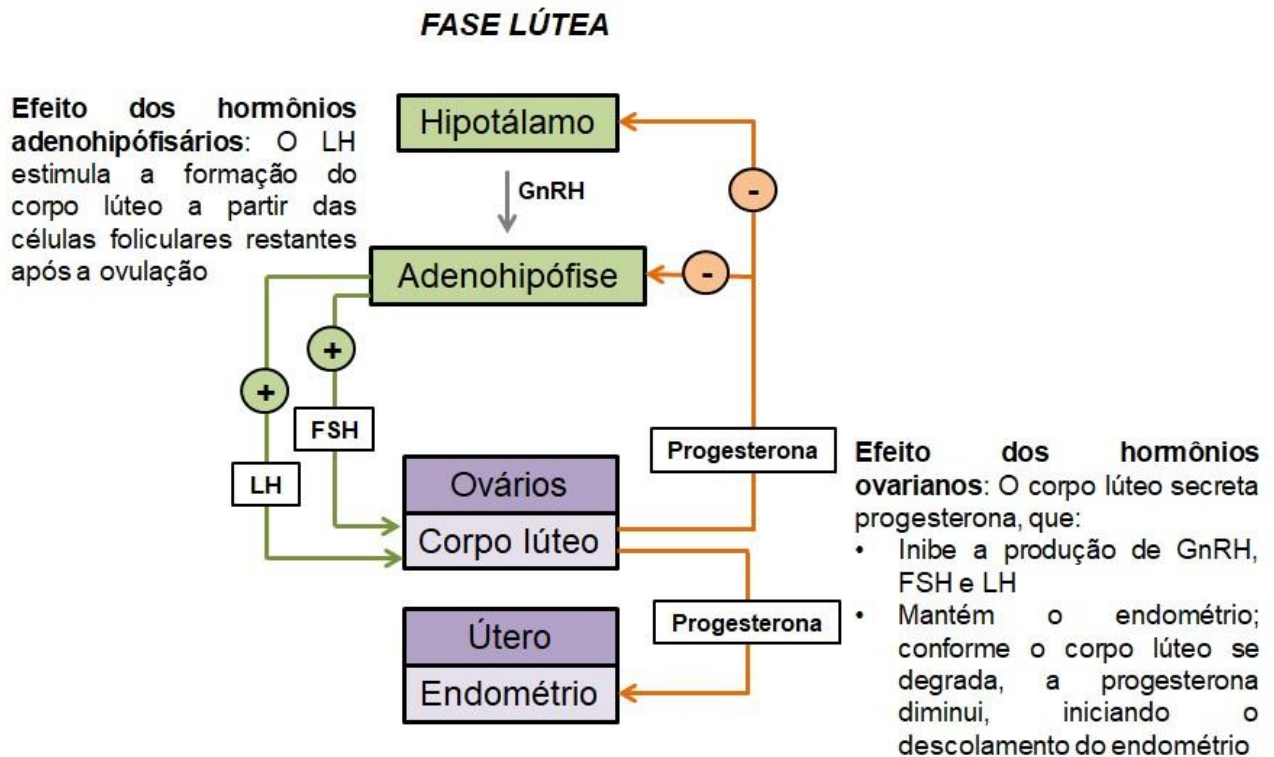 FASE LÚTEA
Efeito dos hormônios
adenohipófisários: O LH
estimula a formação do
corpo lúteo a partir das
células foliculares restantes
após a ovulação
Hipotálamo
-
GnRH
Adenohipófise
-
+
+
FSH
LH
Ovários
Corpo lúteo
Progesterona
Progesterona
Útero
Endométrio
Efeito dos hormônios
ovarianos: O corpo lúteo secreta
progesterona, que:
• Inibe a produção de GnRH,
FSH e LH
• Mantém o endométrio;
conforme o corpo lúteo se
degrada, a progesterona
diminui, iniciando o
descolamento do endométrio